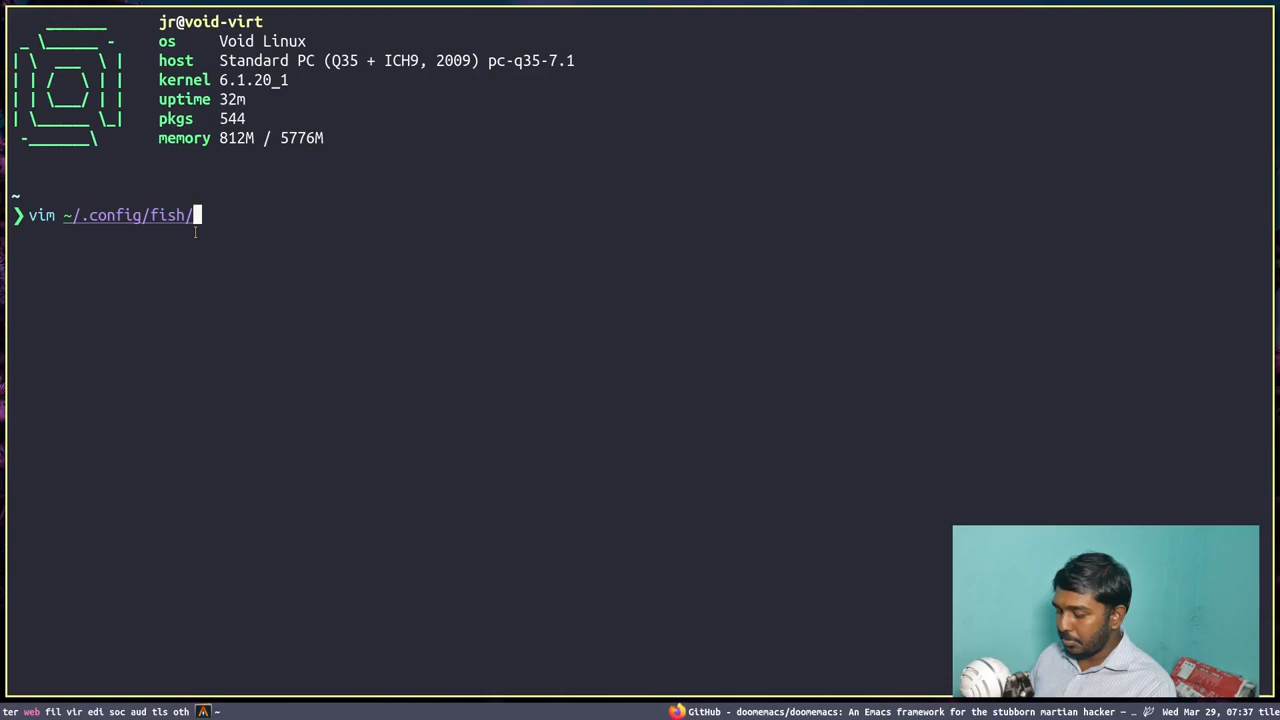 jr@void-virt
os Void Linux
host Standard PC (Q35 + ICH9, 2009) pc-q35-7.1
kernel 6.1.20_1
uptime 32m
pkgs 544
memory 812M / 5776M
~
❯ vim ~/.config/fish/
ter web fil vir edi soc aud tls oth ~ GitHub - doomemacs/doomemacs: An Emacs framework for the stubborn martian hacker — … Wed Mar 29, 07:37 tile